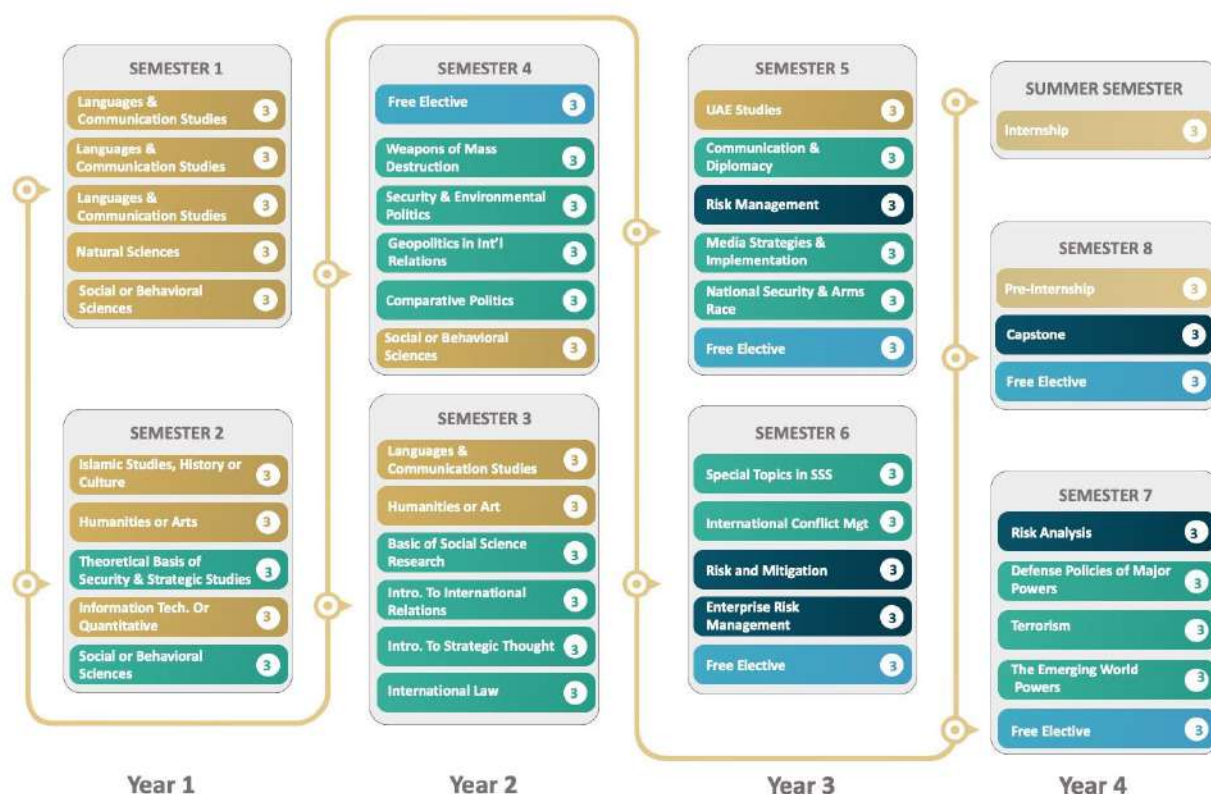 SEMESTER 1
Languages &
Communication Studies
3
Languages &
Communication Studies
3
Languages &
Communication Studies
3
Natural Sciences
3
Social or Behavioral
Sciences
3
SEMESTER 2
Islamic Studies, History or
Culture
3
Humanities or Arts
3
Theoretical Basis of
Security & Strategic Studies
3
Information Tech. Or
Quantitative
3
Social or Behavioral
Sciences
3
Year 1
SEMESTER 4
Free Elective
3
Weapons of Mass
Destruction
3
Security & Environmental
Politics
3
Geopolitics in Int'l
Relations
3
Comparative Politics
3
Social or Behavioral
Sciences
3
SEMESTER 3
Languages &
Communication Studies
3
Humanities or Art
3
Basic of Social Science
Research
3
Intro. To International
Relations
3
Intro. To Strategic Thought
3
International Law
3
Year 2
SEMESTER 5
UAE Studies
3
Communication &
Diplomacy
3
Risk Management
3
Media Strategies &
Implementation
3
National Security & Arms
Race
3
Free Elective
3
SEMESTER 6
Special Topics in SSS
3
International Conflict Mgt
3
Risk and Mitigation
3
Enterprise Risk
Management
3
Free Elective
3
Year 3
SUMMER SEMESTER
Internship
3
SEMESTER 8
Pre-Internship
3
Capstone
3
Free Elective
3
SEMESTER 7
Risk Analysis
3
Defense Policies of Major
Powers
3
Terrorism
3
The Emerging World
Powers
3
Free Elective
3
Year 4